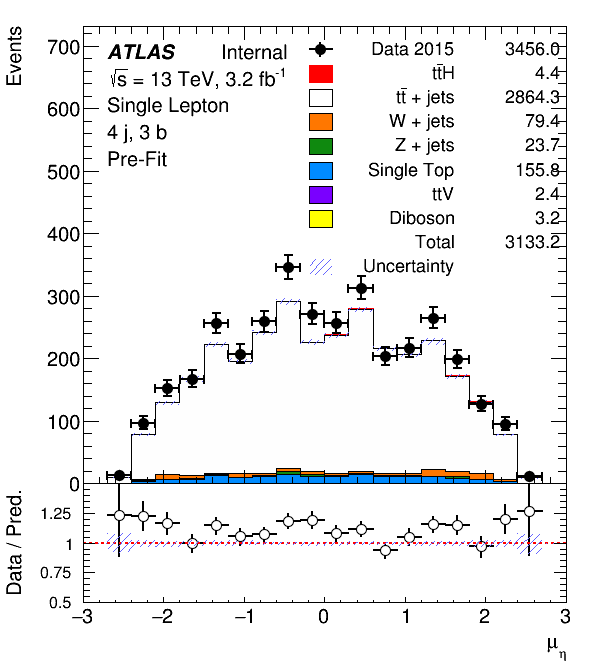 Events
700
600
500
400
300
200
100
0
ATLAS Internal
√s = 13 TeV, 3.2 fb-1
Single Lepton
4 j, 3 b
Pre-Fit
Data 2015 3456.0
tt̄H 4.4
tt̄ + jets 2864.3
W + jets 79.4
Z + jets 23.7
Single Top 155.8
ttV 2.4
Diboson 3.2
Total 3133.2
Uncertainty
Data / Pred.
1.25
1
0.75
0.5
−3 −2 −1 0 1 2 3
μη